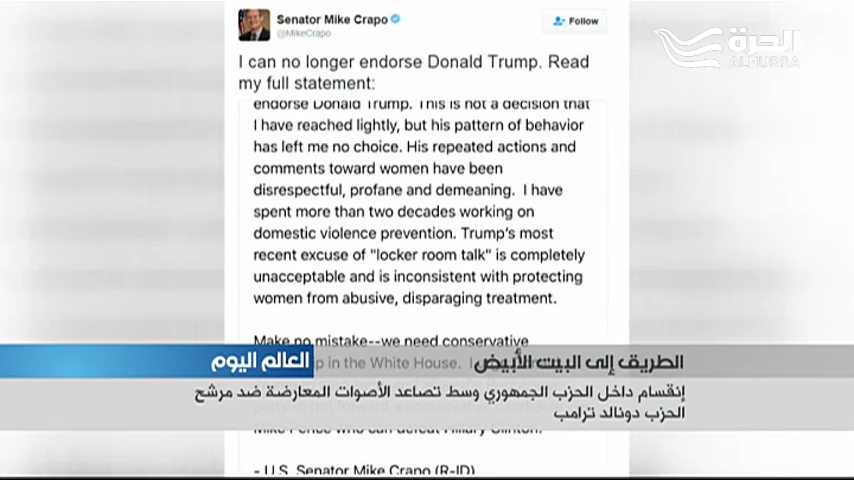 Senator Mike Crapo
@MikeCrapo
Follow
الحرة
ALHURRA
I can no longer endorse Donald Trump. Read
my full statement:
endorse Donald Trump. This is not a decision that
I have reached lightly, but his pattern of behavior
has left me no choice. His repeated actions and
comments toward women have been
disrespectful, profane and demeaning. I have
spent more than two decades working on
domestic violence prevention. Trump's most
recent excuse of "locker room talk" is completely
unacceptable and is inconsistent with protecting
women from abusive, disparaging treatment.
Make no mistake--we need conservative
in the White House. I
الطريق إلى البيت الأبيض
العالم اليوم
إنقسام داخل الحزب الجمهوري وسط تصاعد الأصوات المعارضة ضد مرشح
الحزب دونالد ترامب
Mike Pence who can defeat Hillary Clinton.
- U.S. Senator Mike Crapo (R-ID)